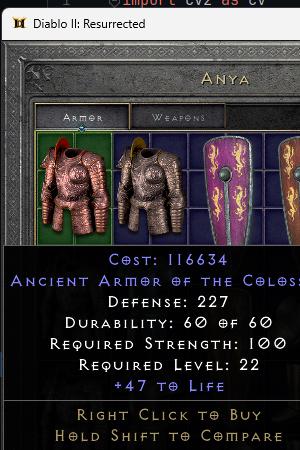 import cv2 as cv
Diablo II: Resurrected
Anya
Armor
Weapons
Cost: 116634
Ancient Armor of the Colos
Defense: 227
Durability: 60 of 60
Required Strength: 100
Required Level: 22
+47 to Life
Right Click to Buy
Hold Shift to Compare